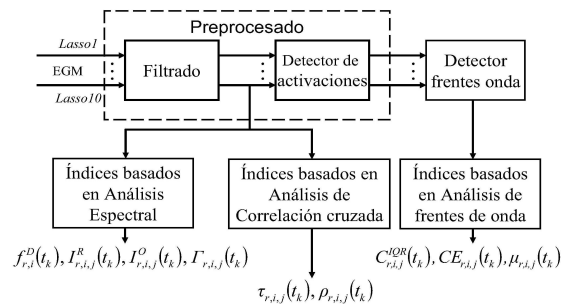 Preprocesado
Lasso1
EGM
Lasso10
Filtrado
Detector de
activaciones
Detector
frentes onda
Índices basados
en Análisis
Espectral
Índices basados en
Análisis de
Correlación cruzada
Índices basados
en Análisis de
frentes de onda
f^D_{r,i}(t_k), I^R_{r,i,j}(t_k), I^O_{r,i,j}(t_k), Γ_{r,i,j}(t_k)
τ_{r,i,j}(t_k), ρ_{r,i,j}(t_k)
C^{IQR}_{r,i,j}(t_k), CE_{r,i,j}(t_k), μ_{r,i,j}(t_k)